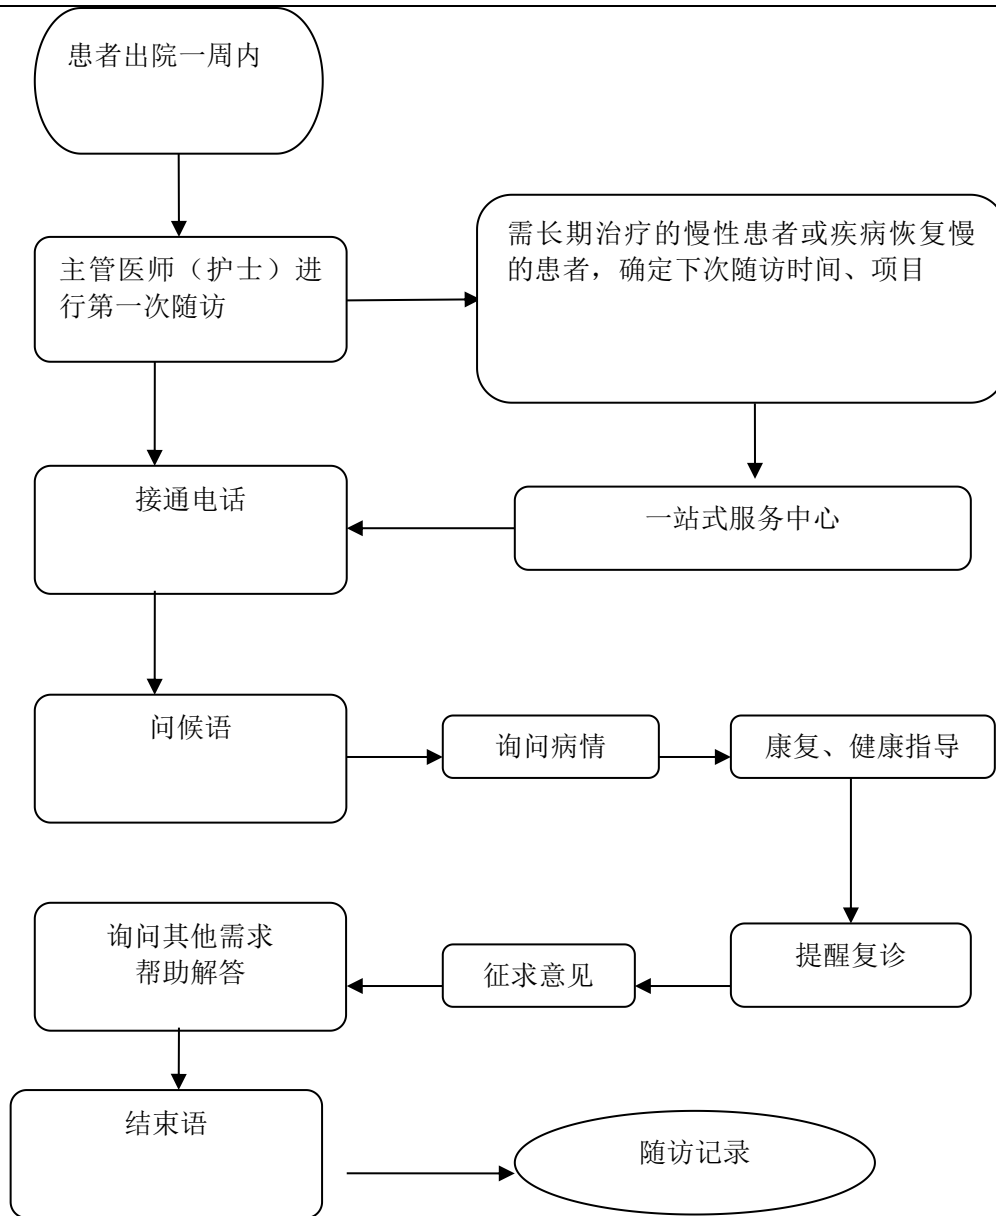 患者出院一周内
主管医师（护士）进
行第一次随访
需长期治疗的慢性患者或疾病恢复慢
的患者，确定下次随访时间、项目
接通电话
一站式服务中心
问候语
询问病情
康复、健康指导
提醒复诊
征求意见
询问其他需求
帮助解答
结束语
随访记录